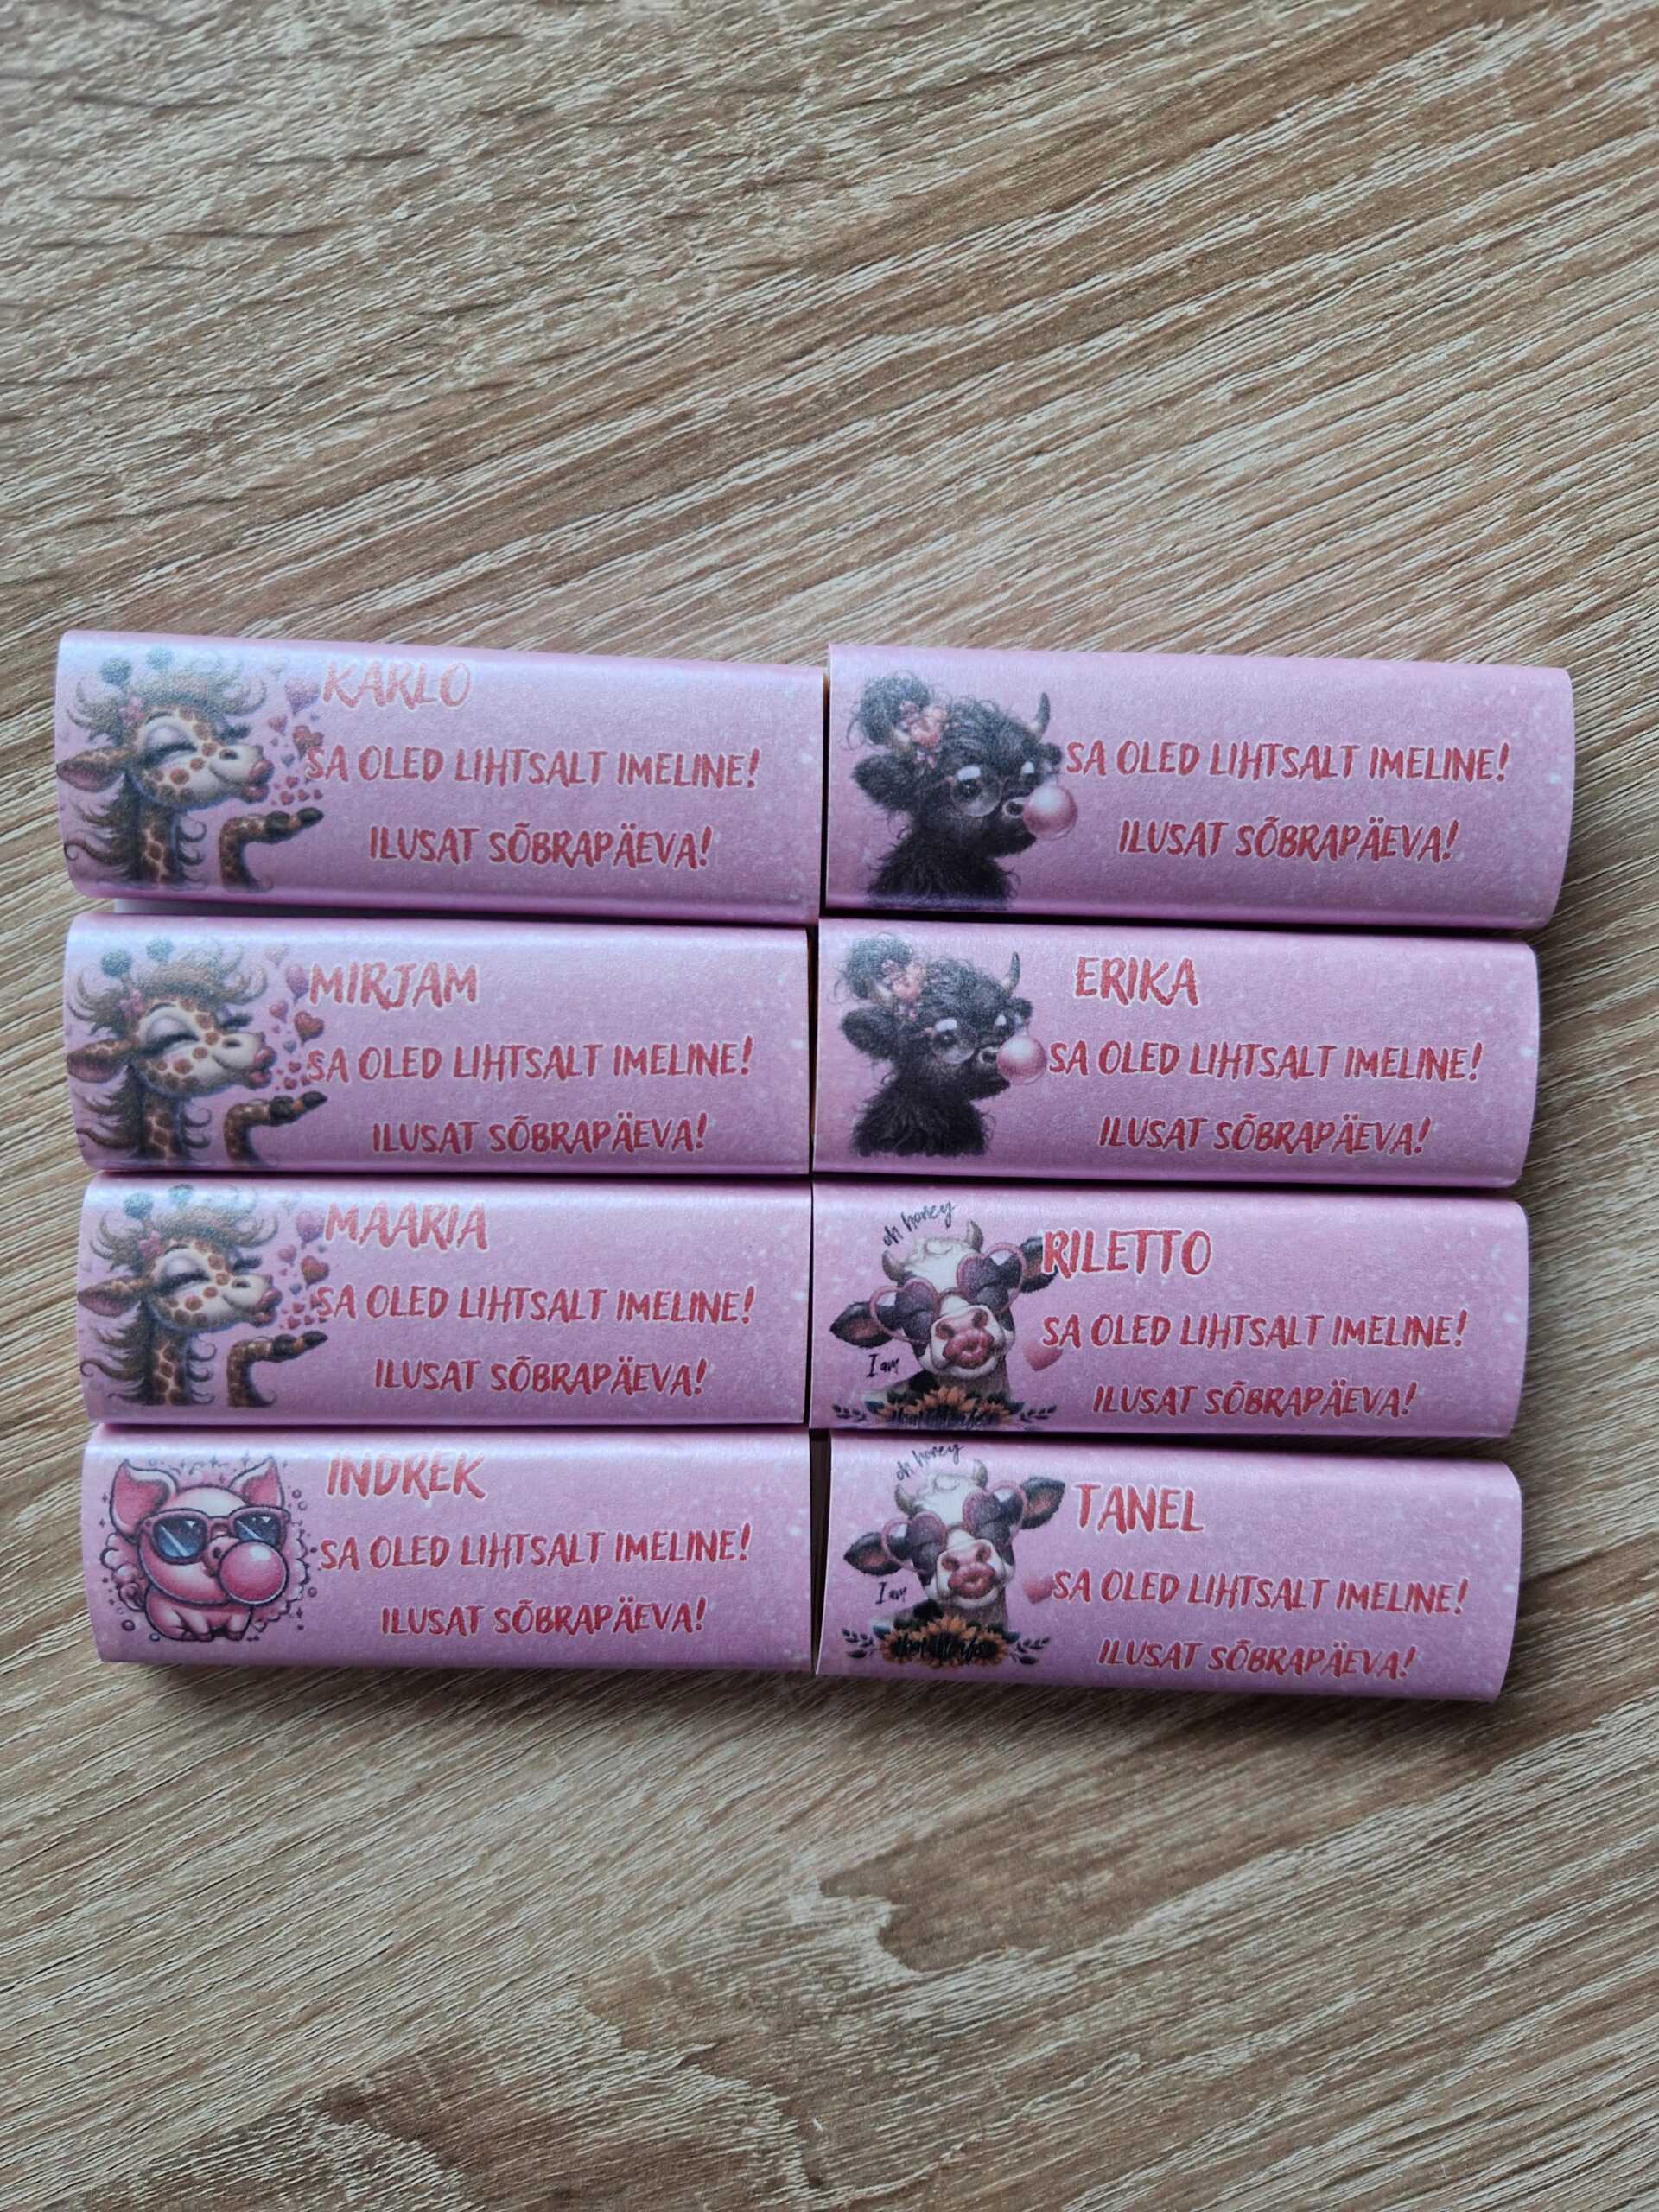 KARLO
SA OLED LIHTSALT IMELINE!
ILUSAT SÕBRAPÄEVA!
SA OLED LIHTSALT IMELINE!
ILUSAT SÕBRAPÄEVA!
MIRJAM
SA OLED LIHTSALT IMELINE!
ILUSAT SÕBRAPÄEVA!
ERIKA
SA OLED LIHTSALT IMELINE!
ILUSAT SÕBRAPÄEVA!
MAARIA
SA OLED LIHTSALT IMELINE!
ILUSAT SÕBRAPÄEVA!
oh honey
I am
RILETTO
SA OLED LIHTSALT IMELINE!
ILUSAT SÕBRAPÄEVA!
INDREK
SA OLED LIHTSALT IMELINE!
ILUSAT SÕBRAPÄEVA!
oh honey
I am
TANEL
SA OLED LIHTSALT IMELINE!
ILUSAT SÕBRAPÄEVA!